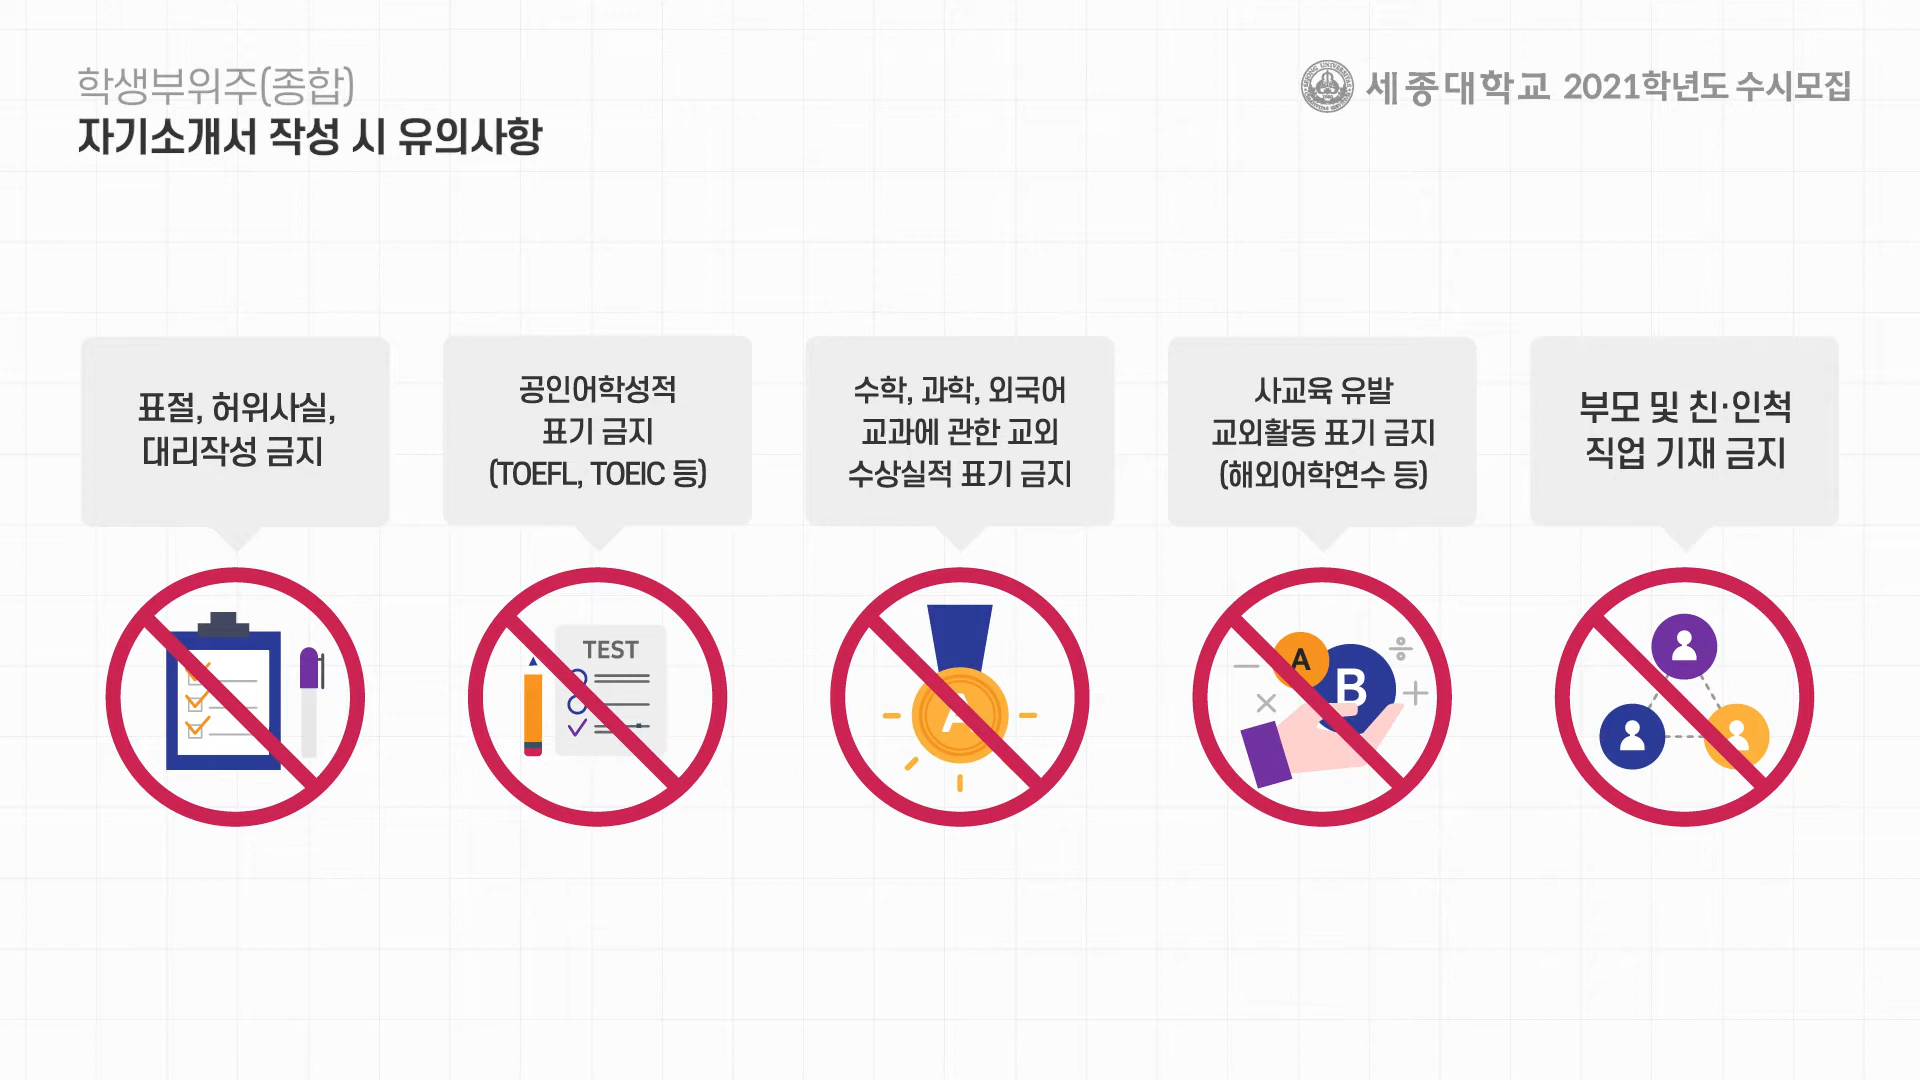 학생부위주(종합)
자기소개서 작성 시 유의사항
세종대학교 2021학년도 수시모집
표절, 허위사실,
대리작성 금지
공인어학성적
표기 금지
(TOEFL, TOEIC 등)
수학, 과학, 외국어
교과에 관한 교외
수상실적 표기 금지
사교육 유발
교외활동 표기 금지
(해외어학연수 등)
부모 및 친·인척
직업 기재 금지
TEST
A
A
B